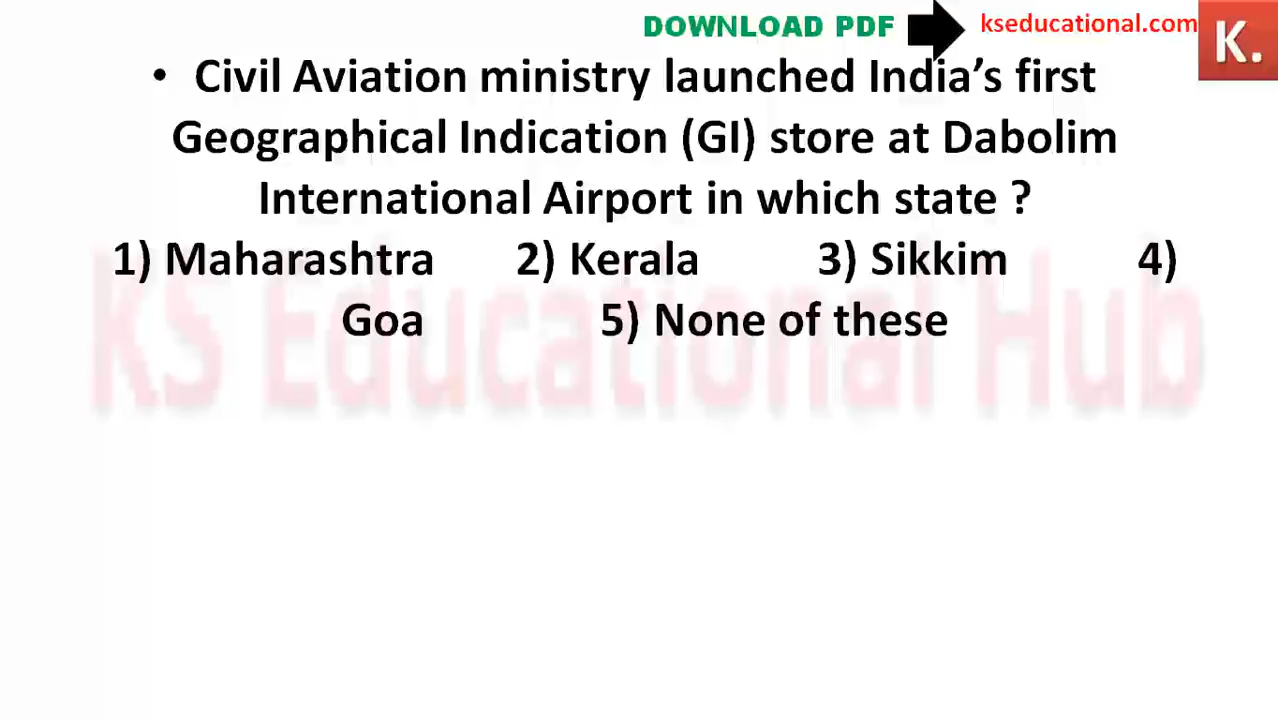 DOWNLOAD PDF kseducational.com K.
• Civil Aviation ministry launched India's first
Geographical Indication (GI) store at Dabolim
International Airport in which state ?
1) Maharashtra 2) Kerala 3) Sikkim 4)
Goa 5) None of these
KS Educational Hub